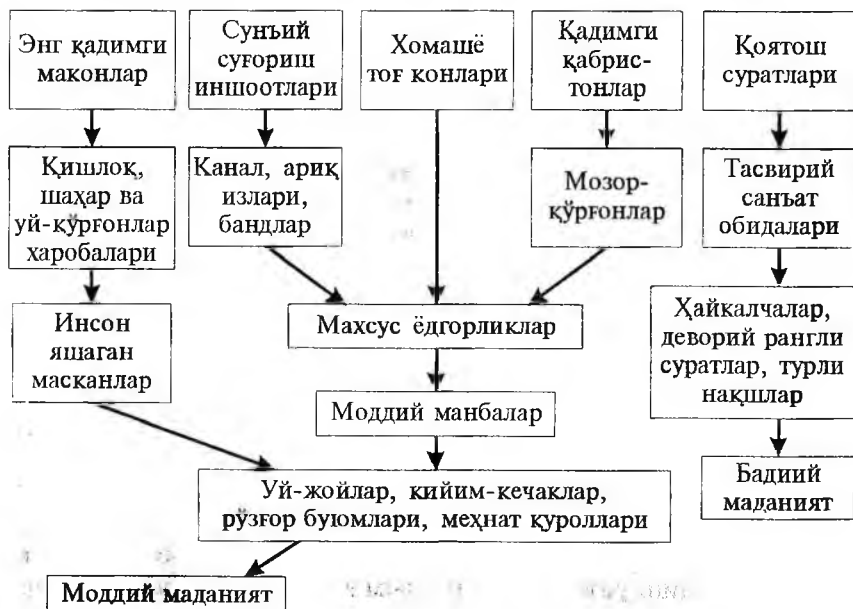 Энг қадимги
маконлар
Сунъий
суғориш
иншоотлари
Хомашё
тоғ конлари
Қадимги
қабрис-
тонлар
Қоятош
суратлари
Қишлоқ,
шаҳар ва
уй-қўрғонлар
харобалари
Канал, ариқ
излари,
бандлар
Мозор-
қўрғонлар
Тасвирий
санъат
обидалари
Инсон
яшаган
масканлар
Махсус ёдгорликлар
Ҳайкалчалар,
деворий рангли
суратлар, турли
нақшлар
Моддий манбалар
Уй-жойлар, кийим-кечаклар,
рўзғор буюмлари, меҳнат қуроллари
Бадиий
маданият
Моддий маданият